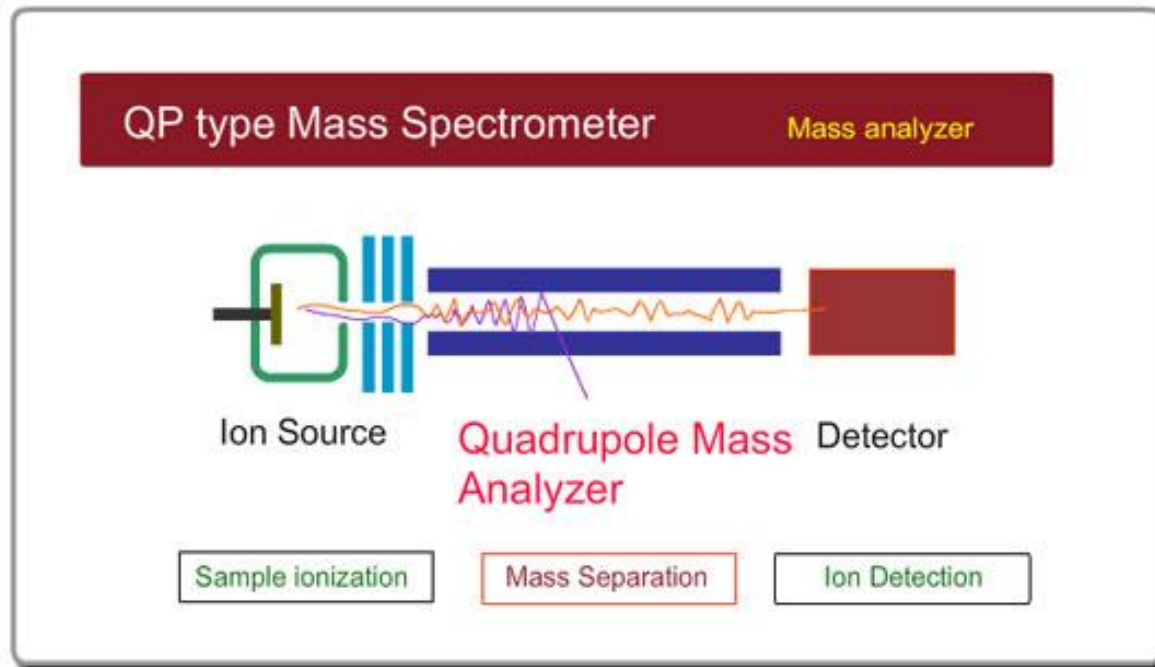 QP type Mass Spectrometer
Mass analyzer
Ion Source
Quadrupole Mass
Analyzer
Detector
Sample ionization
Mass Separation
Ion Detection